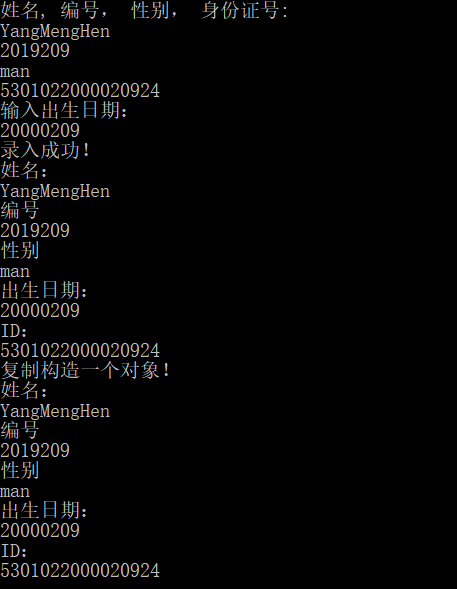 姓名, 编号， 性别， 身份证号:
YangMengHen
2019209
man
5301022000020924
输入出生日期：
20000209
录入成功！
姓名：
YangMengHen
编号
2019209
性别
man
出生日期：
20000209
ID：
5301022000020924
复制构造一个对象！
姓名：
YangMengHen
编号
2019209
性别
man
出生日期：
20000209
ID：
5301022000020924